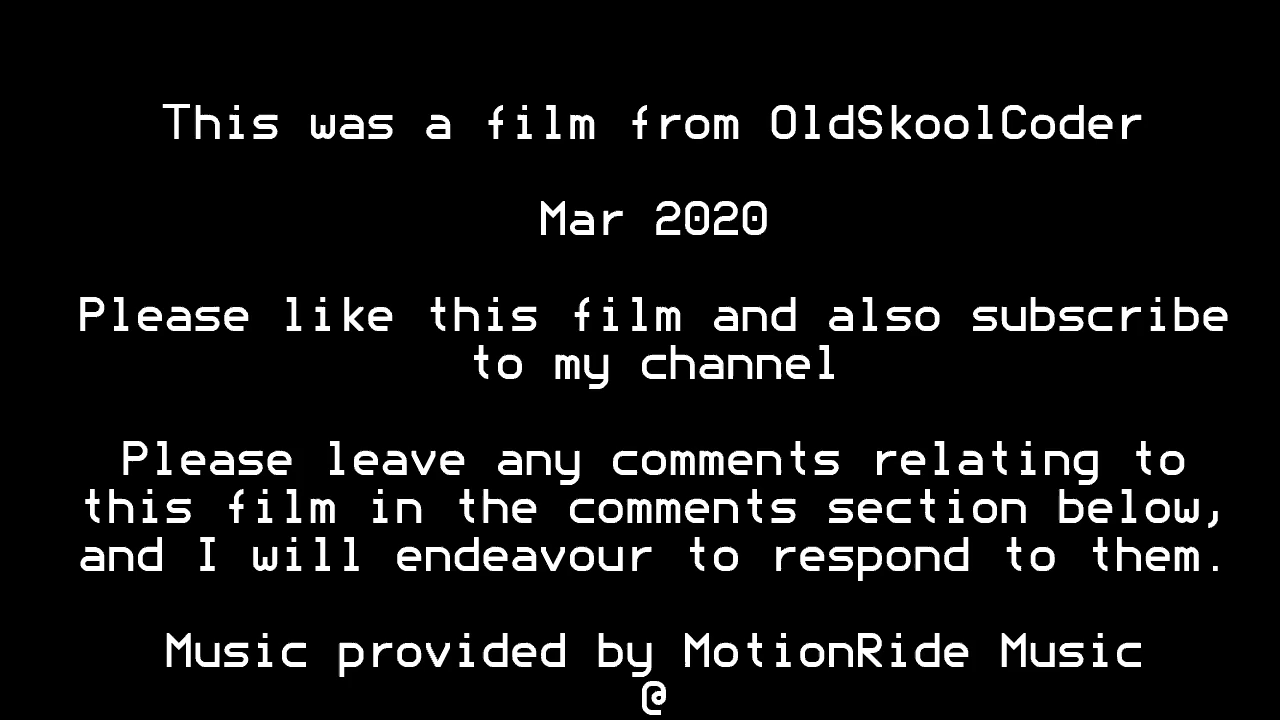 This was a film from OldSkoolCoder
Mar 2020
Please like this film and also subscribe
to my channel
Please leave any comments relating to
this film in the comments section below,
and I will endeavour to respond to them.
Music provided by MotionRide Music
@